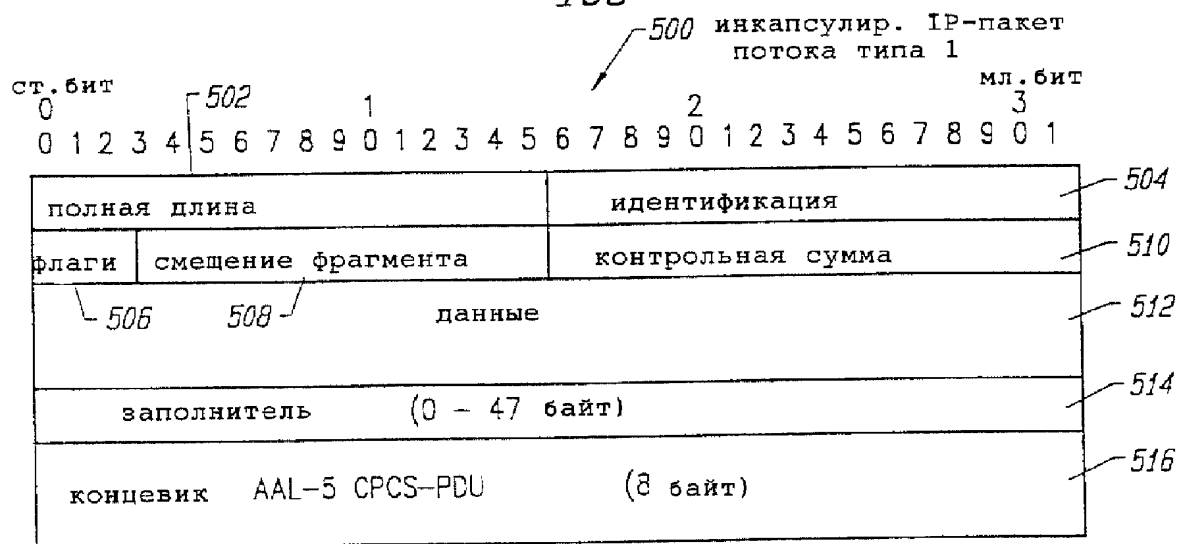 500 инкапсулир. IP-пакет
потока типа 1
ст.бит мл.бит
0 502 1 2 3
0 1 2 3 4 5 6 7 8 9 0 1 2 3 4 5 6 7 8 9 0 1 2 3 4 5 6 7 8 9 0 1
полная длина идентификация 504
флаги смещение фрагмента контрольная сумма 510
506 508 данные 512
заполнитель (0 – 47 байт) 514
концевик AAL-5 CPCS-PDU (8 байт) 516